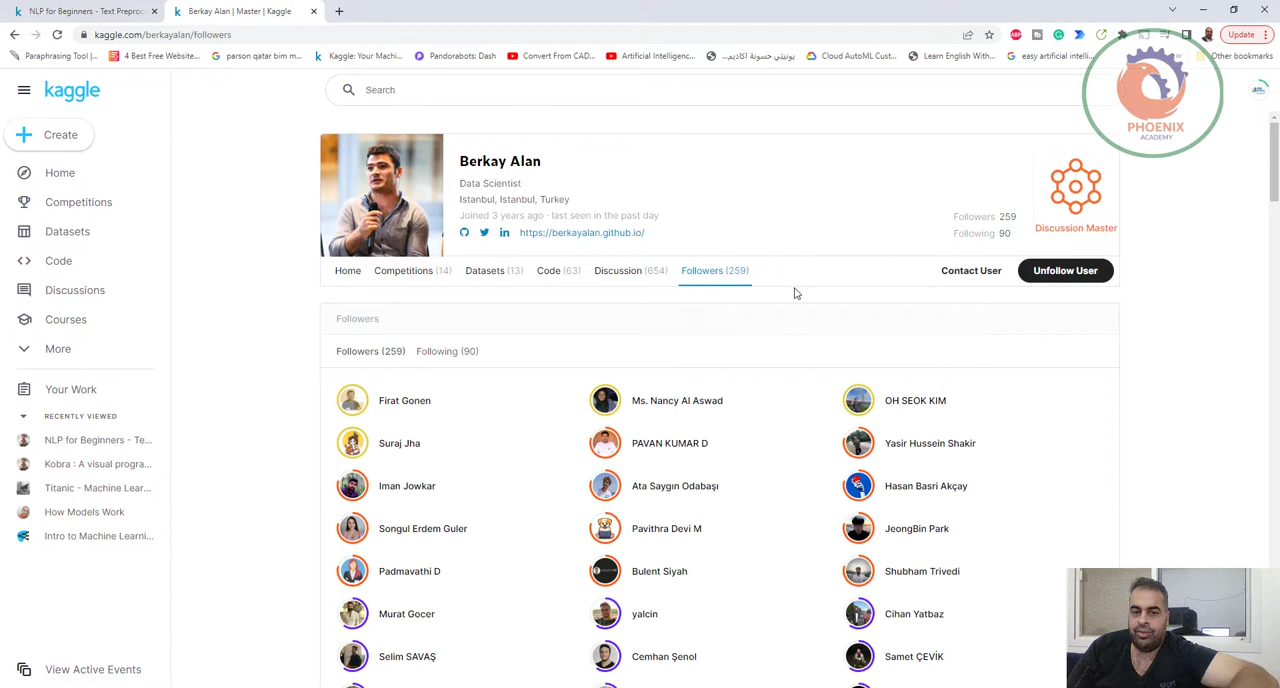 NLP for Beginners - Text Preproc
Berkay Alan | Master | Kaggle
kaggle.com/berkayalan/followers
Update
Paraphrasing Tool |...
4 Best Free Website...
parson qatar bim m...
Kaggle: Your Machi...
Pandorabots: Dash
Convert From CAD...
Artificial Intelligenc...
يونيتي حسونة اكاديم...
Cloud AutoML Cust...
Learn English With...
easy artificial intelli...
Other bookmarks
kaggle
Search
PHOENIX
ACADEMY
Create
Home
Competitions
Datasets
Code
Discussions
Courses
More
Your Work
RECENTLY VIEWED
NLP for Beginners - Te...
Kobra : A visual progra...
Titanic - Machine Lear...
How Models Work
Intro to Machine Learni...
View Active Events
Berkay Alan
Data Scientist
Istanbul, Istanbul, Turkey
Joined 3 years ago · last seen in the past day
https://berkayalan.github.io/
Followers 259
Following 90
Discussion Master
Home Competitions (14) Datasets (13) Code (63) Discussion (654) Followers (259) Contact User Unfollow User
Followers
Followers (259) Following (90)
Firat Gonen Ms. Nancy Al Aswad OH SEOK KIM
Suraj Jha PAVAN KUMAR D Yasir Hussein Shakir
Iman Jowkar Ata Saygın Odabaşı Hasan Basri Akçay
Songul Erdem Guler Pavithra Devi M JeongBin Park
Padmavathi D Bulent Siyah Shubham Trivedi
Murat Gocer yalcin Cihan Yatbaz
Selim SAVAŞ Cemhan Şenol Samet ÇEVİK